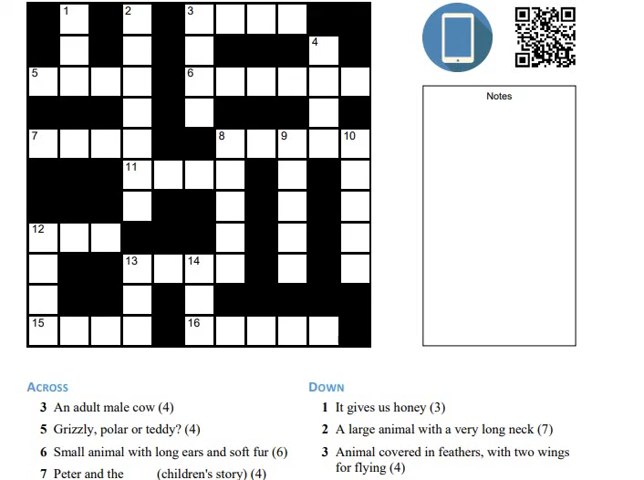 1 2 3
4
5 6
7 8 9 10
11
12
13 14
15 16
Notes
ACROSS
3 An adult male cow (4)
5 Grizzly, polar or teddy? (4)
6 Small animal with long ears and soft fur (6)
7 Peter and the (children's story) (4)
DOWN
1 It gives us honey (3)
2 A large animal with a very long neck (7)
3 Animal covered in feathers, with two wings
for flying (4)